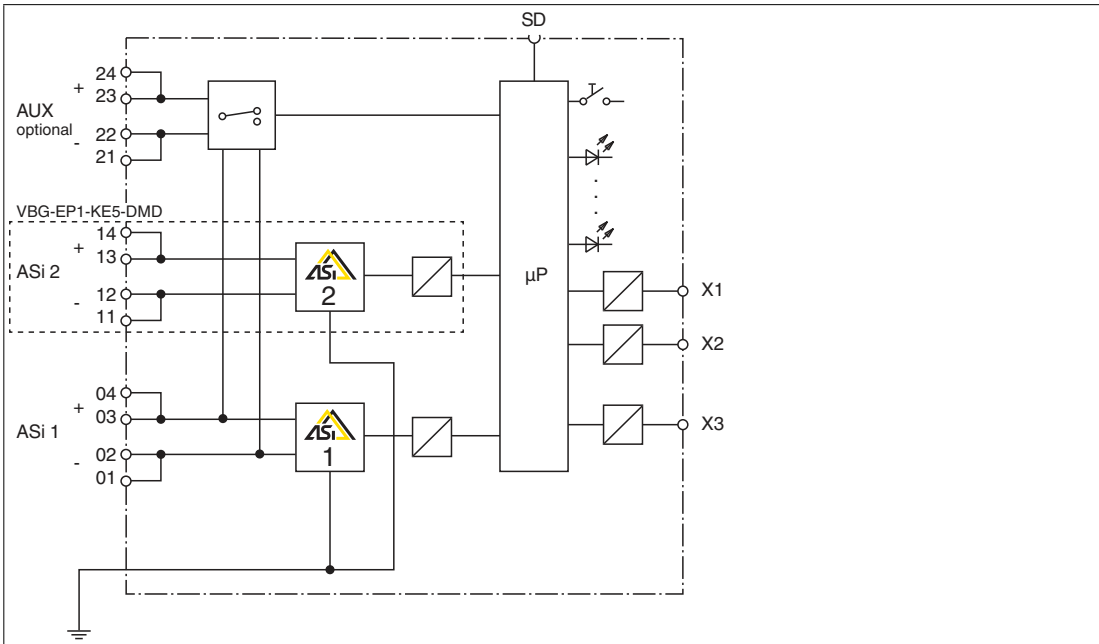 SD
24
+
23
AUX
optional
22
-
21
VBG-EP1-KE5-DMD
14
+
13
ASi 2
12
-
11
ASi
2
µP
X1
X2
04
+
03
ASi 1
02
-
01
ASi
1
X3